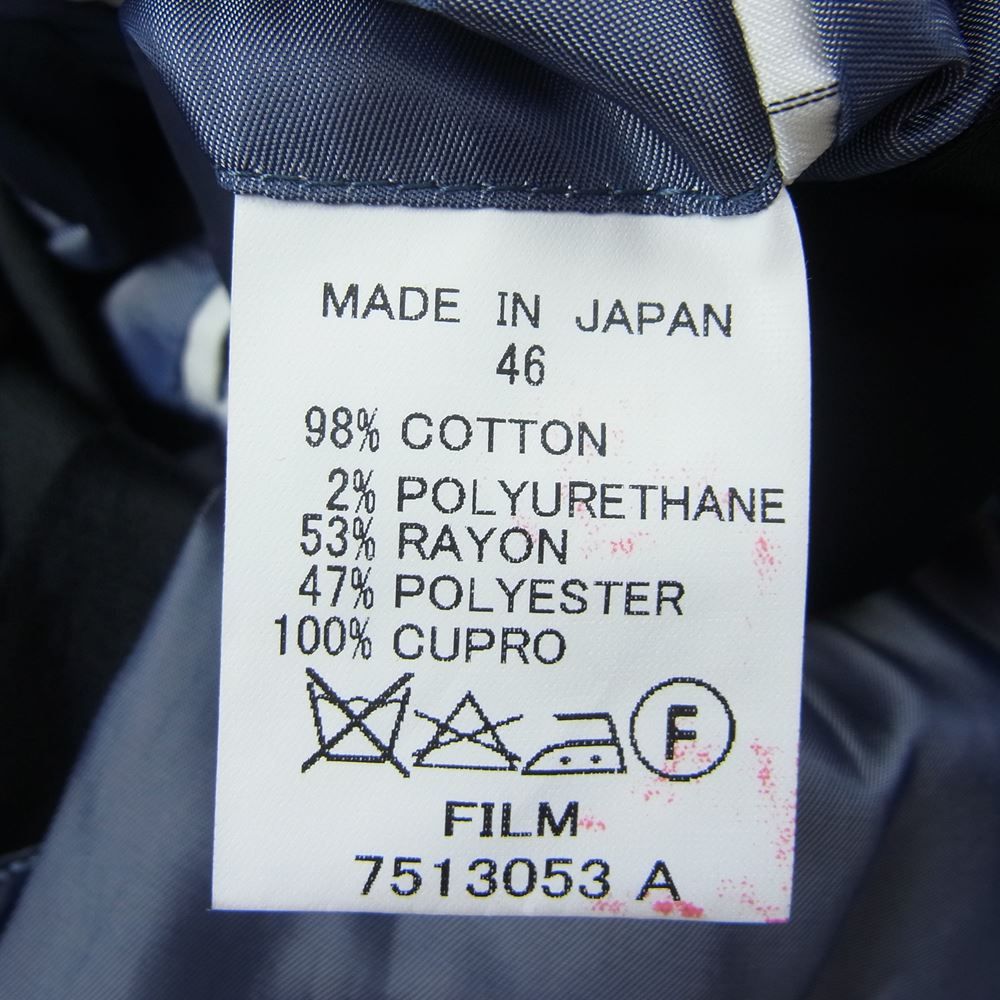 MADE IN JAPAN
46
98% COTTON
2% POLYURETHANE
53% RAYON
47% POLYESTER
100% CUPRO
F
FILM
7513053 A